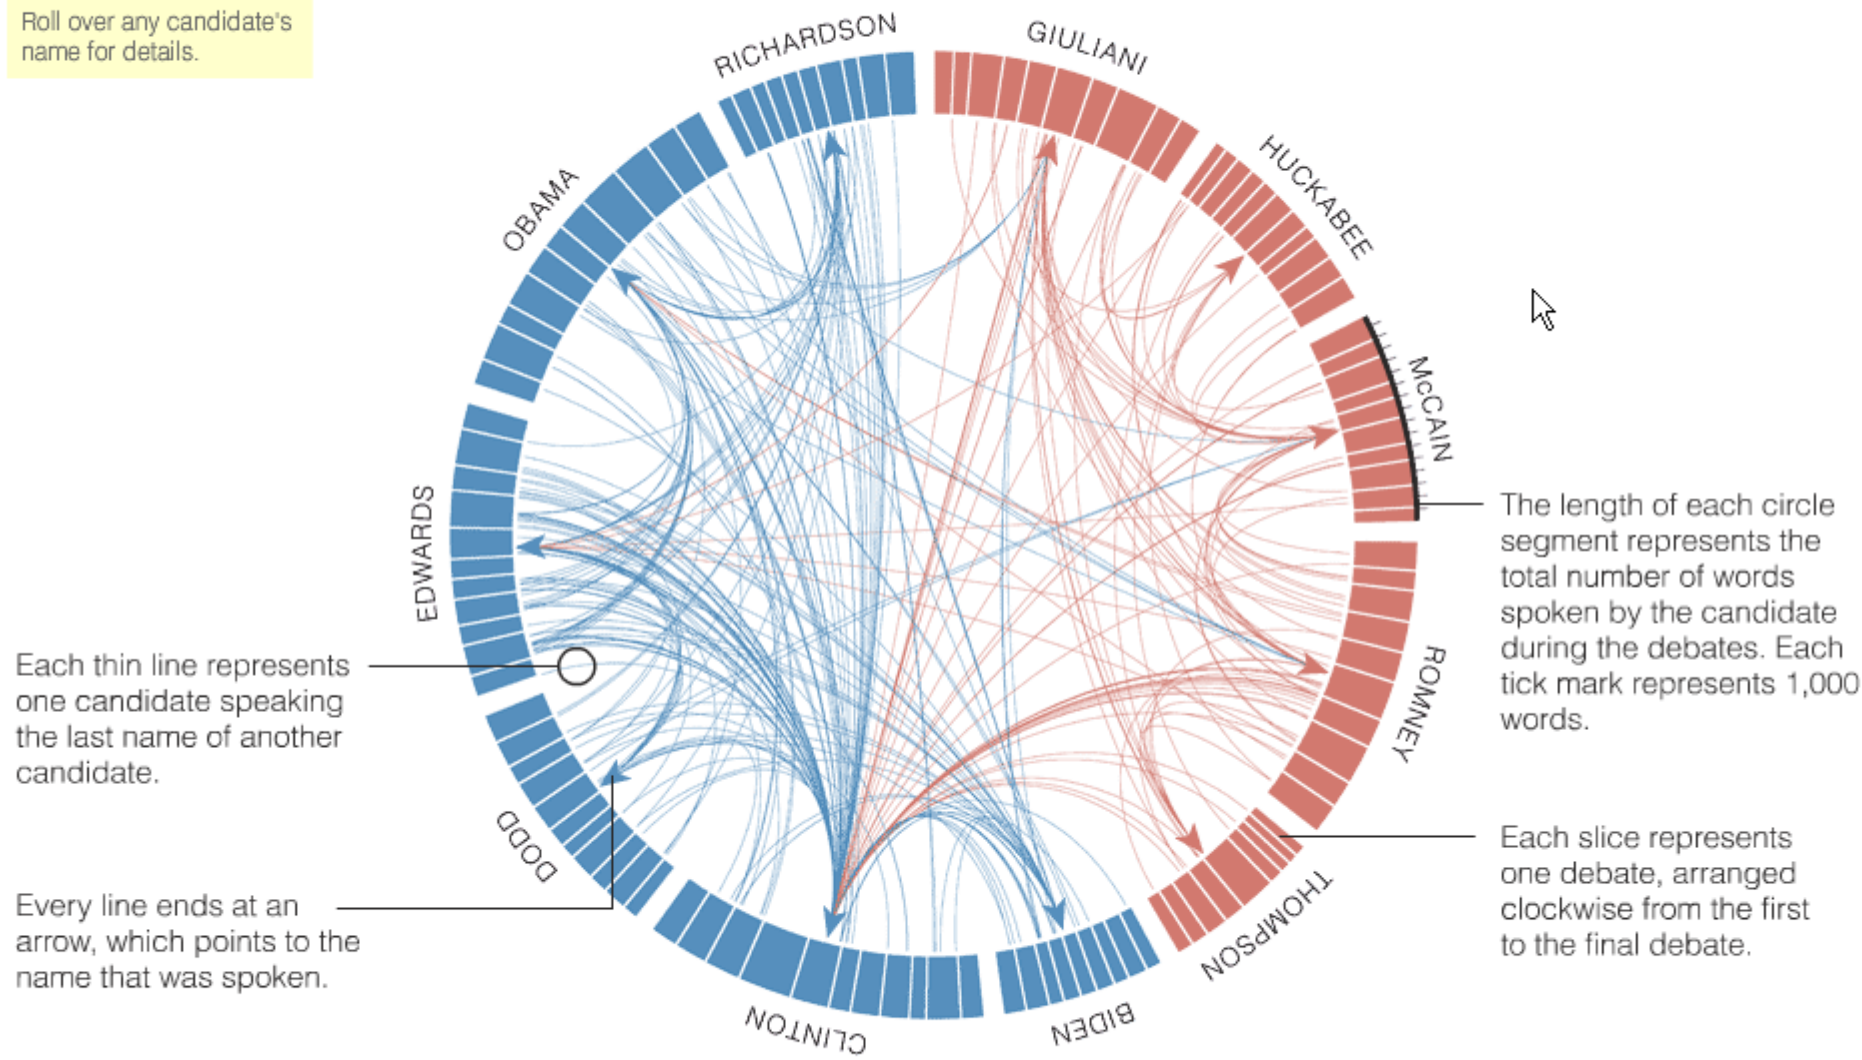 Roll over any candidate's
name for details.
RICHARDSON
GIULIANI
HUCKABEE
OBAMA
McCAIN
EDWARDS
The length of each circle
segment represents the
total number of words
spoken by the candidate
during the debates. Each
tick mark represents 1,000
words.
Each thin line represents
one candidate speaking
the last name of another
candidate.
ROMNEY
DODD
Each slice represents
one debate, arranged
clockwise from the first
to the final debate.
Every line ends at an
arrow, which points to the
name that was spoken.
THOMPSON
CLINTON
BIDEN